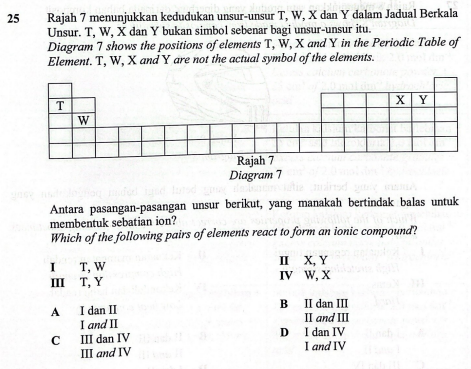 25 Rajah 7 menunjukkan kedudukan unsur-unsur T, W, X dan Y dalam Jadual Berkala
Unsur. T, W, X dan Y bukan simbol sebenar bagi unsur-unsur itu.
Diagram 7 shows the positions of elements T, W, X and Y in the Periodic Table of
Element. T, W, X and Y are not the actual symbol of the elements.
T X Y
W
Rajah 7
Diagram 7
Antara pasangan-pasangan unsur berikut, yang manakah bertindak balas untuk
membentuk sebatian ion?
Which of the following pairs of elements react to form an ionic compound?
I T, W II X, Y
III T, Y IV W, X
A I dan II B II dan III
I and II II and III
C III dan IV D I dan IV
III and IV I and IV